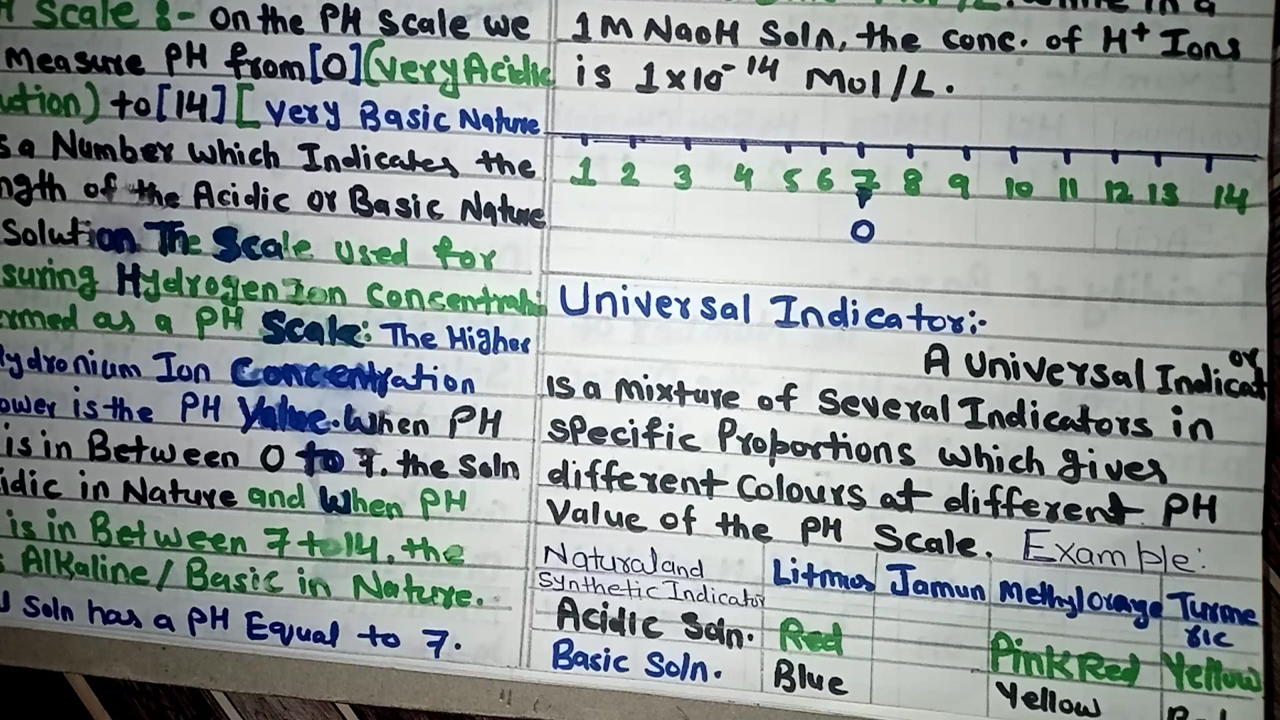 Scale :- On the PH Scale we
Measure PH from [0] (very Acidic
ution) to [14] [ Very Basic Nature
s a Number which Indicates the
ngth of the Acidic or Basic Nature
Solution. The Scale used for
suring Hydrogen Ion Concentrati
ermed as a PH Scale: The Higher
Hydronium Ion Concentration
ower is the PH Value. When PH
is in Between 0 to 7. the Soln
idic in Nature and When PH
is in Between 7 to 14. the
s Alkaline / Basic in Nature.
Soln has a PH Equal to 7.
1M NaoH Soln, the conc. of H+ Ions
is 1x10-14 Mol/L.
1 2 3 4 5 6 7 8 9 10 11 12 13 14
0
Universal Indicator:-
A Universal Indicator
is a Mixture of Several Indicators in
Specific Proportions which gives
different Colours at different PH
Value of the PH Scale. Example:
Natural and Synthetic Indicator Litmus Jamun Methyl orange Turmeric
Acidic Soln. Red Pink Red Yellow
Basic Soln. Blue Yellow